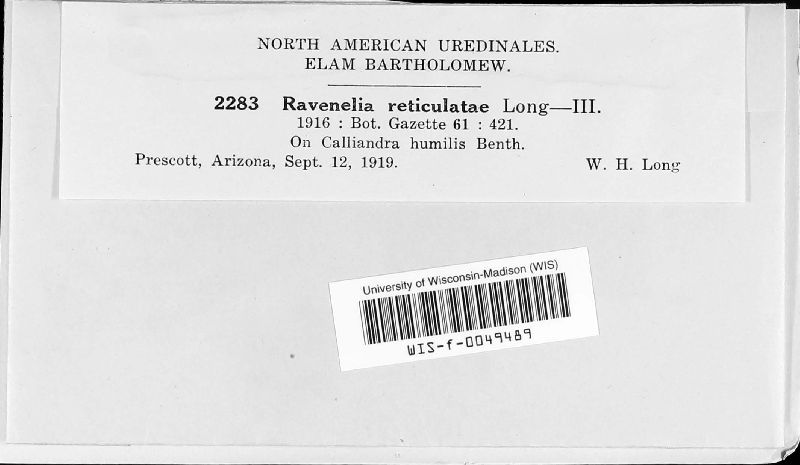 NORTH AMERICAN UREDINALES.
ELAM BARTHOLOMEW.
2283 Ravenelia reticulatae Long—III.
1916 : Bot. Gazette 61 : 421.
On Calliandra humilis Benth.
Prescott, Arizona, Sept. 12, 1919. W. H. Long
University of Wisconsin-Madison (WIS)
WIS-f-0049489